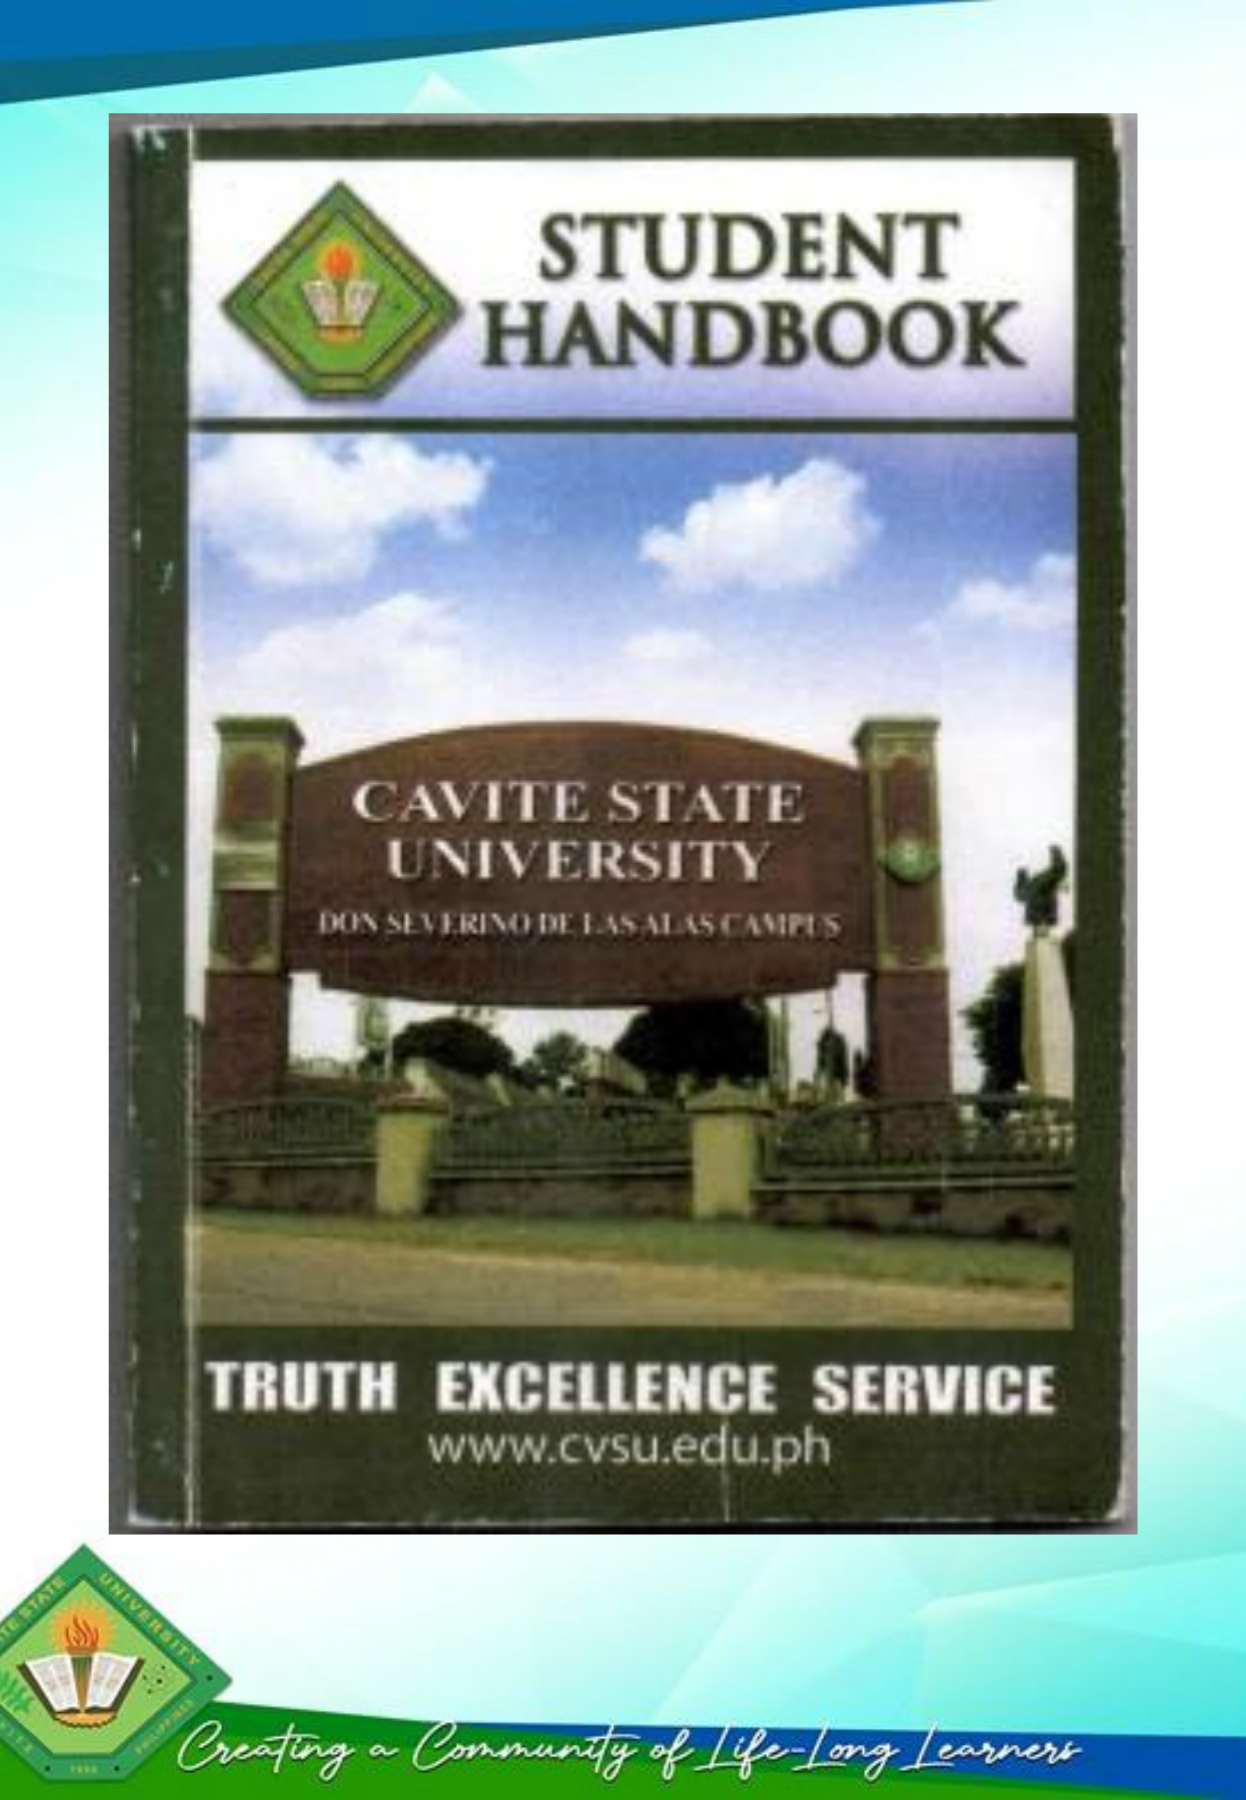 STUDENT
HANDBOOK
CAVITE STATE
UNIVERSITY
DON SEVERINO DE LAS ALAS CAMPUS
TRUTH EXCELLENCE SERVICE
www.cvsu.edu.ph
UNIVERSITY
Creating a Community of Life-Long Learners